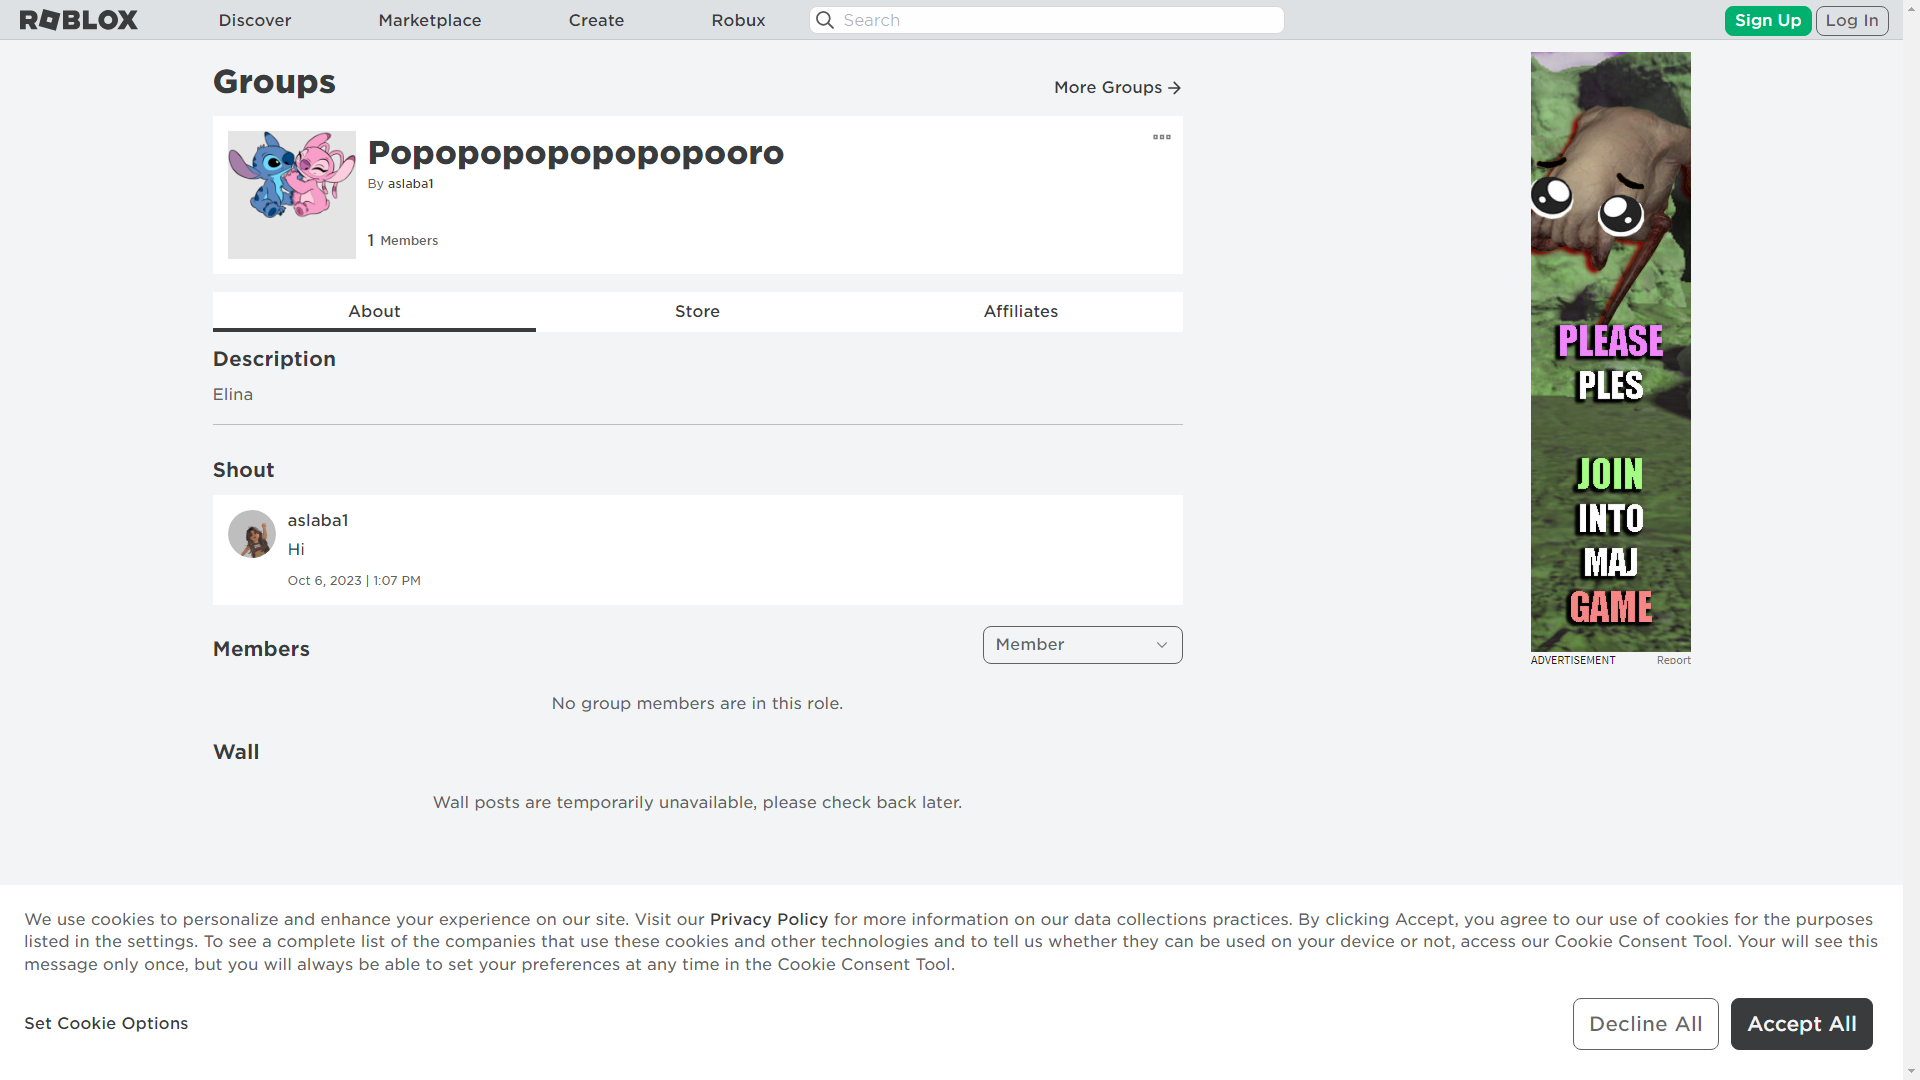 ROBLOX
Discover
Marketplace
Create
Robux
Search
Sign Up
Log In
Groups
More Groups
Popopopopopopopooro
By aslaba1
1 Members
About
Store
Affiliates
Description
Elina
Shout
aslaba1
Hi
Oct 6, 2023 | 1:07 PM
Members
Member
No group members are in this role.
Wall
Wall posts are temporarily unavailable, please check back later.
PLEASE
PLES
JOIN
INTO
MAJ
GAME
ADVERTISEMENT
Report
We use cookies to personalize and enhance your experience on our site. Visit our Privacy Policy for more information on our data collections practices. By clicking Accept, you agree to our use of cookies for the purposes
listed in the settings. To see a complete list of the companies that use these cookies and other technologies and to tell us whether they can be used on your device or not, access our Cookie Consent Tool. Your will see this
message only once, but you will always be able to set your preferences at any time in the Cookie Consent Tool.
Set Cookie Options
Decline All
Accept All